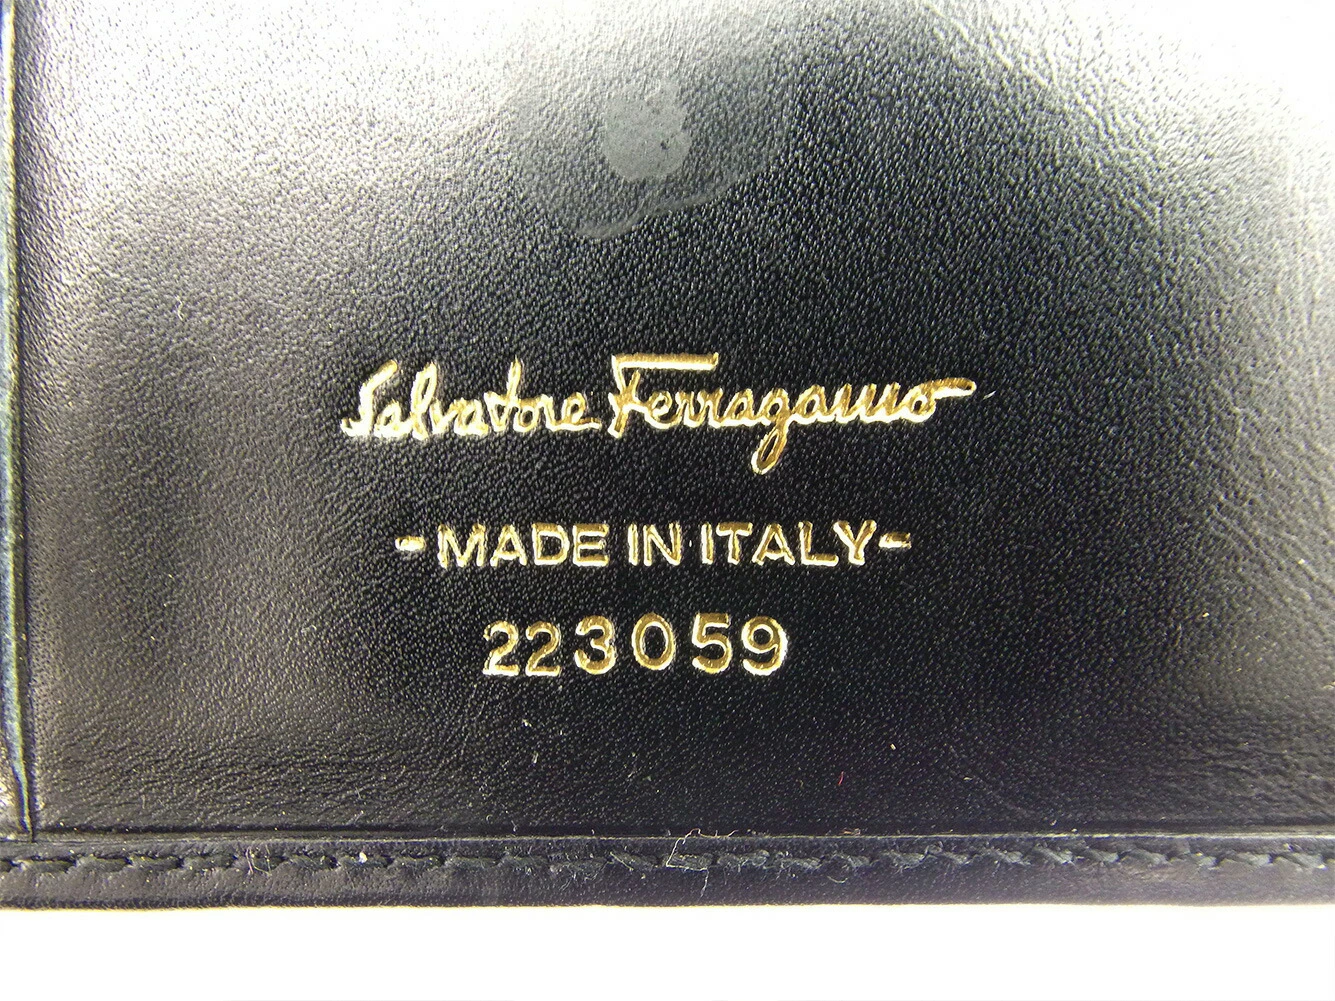 Salvatore Ferragamo
-MADE IN ITALY-
223059